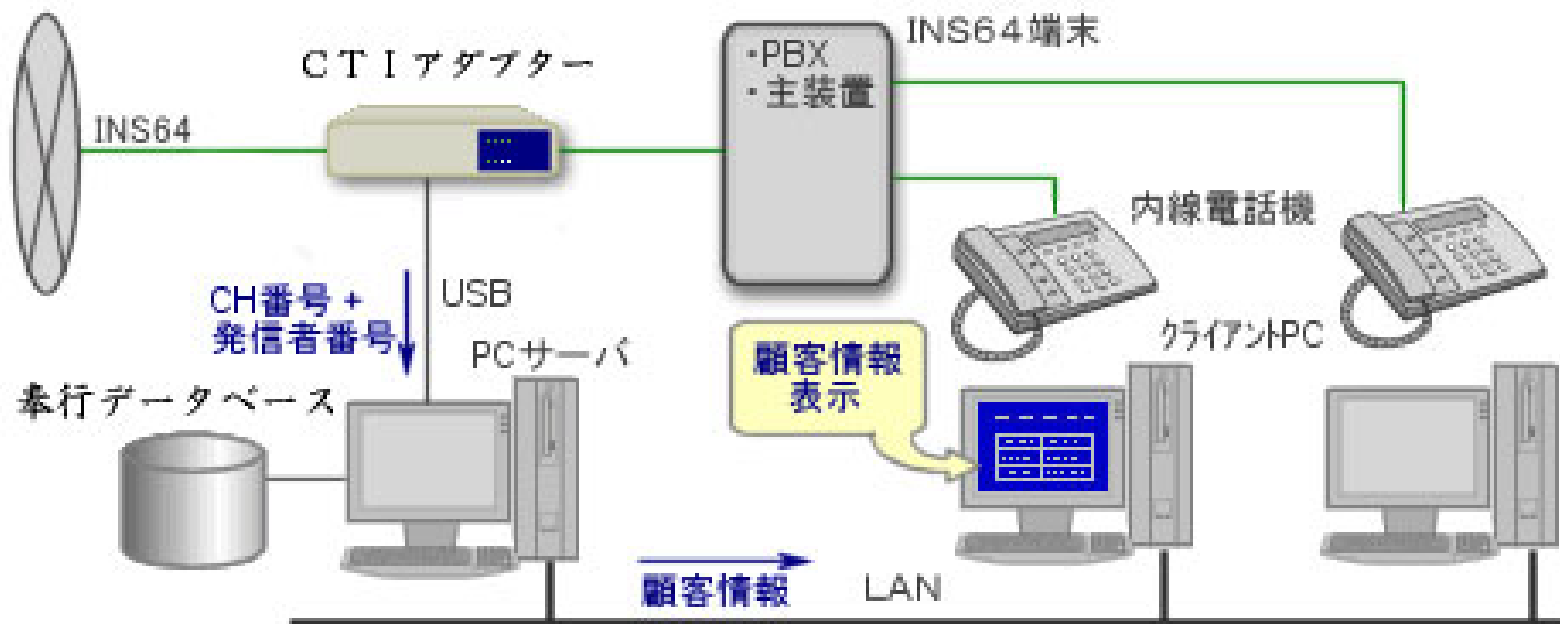 INS64
CTIアダプター
・PBX
・主装置
INS64端末
内線電話機
CH番号 +
発信者番号
USB
PCサーバ
奉行データベース
顧客情報
表示
クライアントPC
顧客情報
LAN